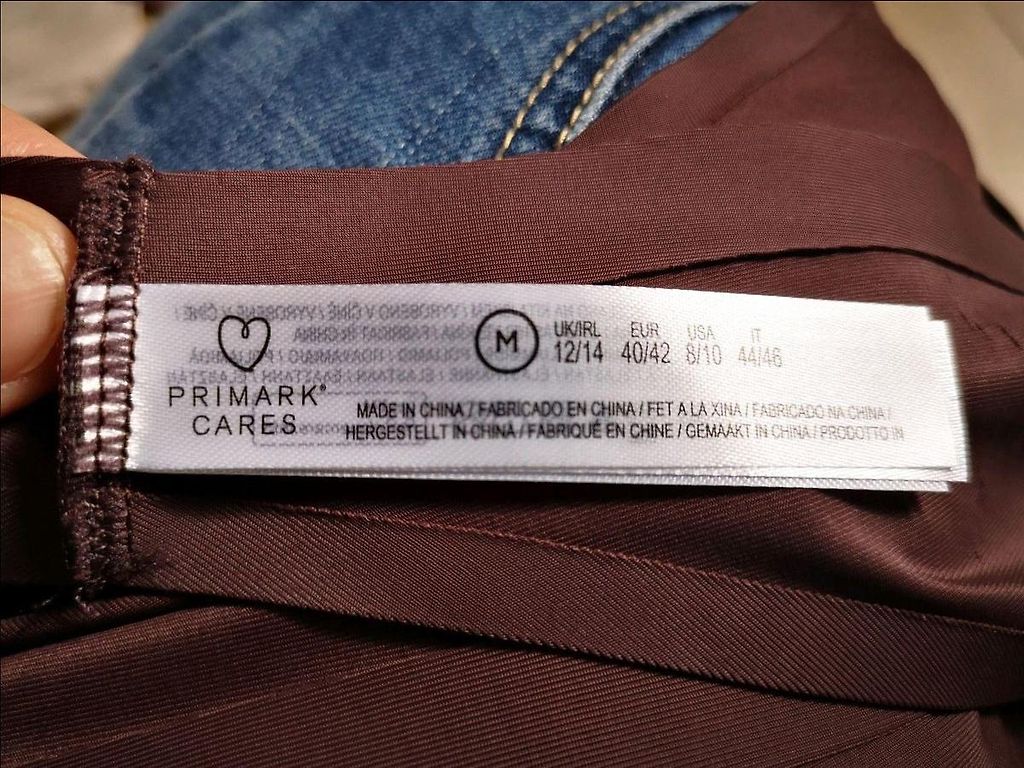 PRIMARK®
CARES
M
UK/IRL EUR USA IT
12/14 40/42 8/10 44/46
MADE IN CHINA / FABRICADO EN CHINA / FET A LA XINA / FABRICADO NA CHINA /
HERGESTELLT IN CHINA / FABRIQUÉ EN CHINE / GEMAAKT IN CHINA / PRODOTTO IN